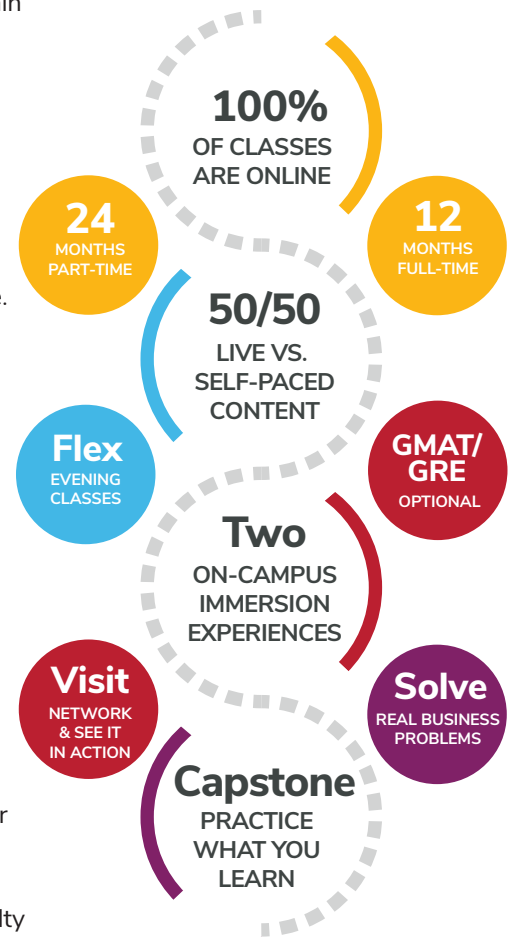 100%
OF CLASSES
ARE ONLINE
24
MONTHS
PART-TIME
12
MONTHS
FULL-TIME
50/50
LIVE VS.
SELF-PACED
CONTENT
Flex
EVENING
CLASSES
GMAT/
GRE
OPTIONAL
Two
ON-CAMPUS
IMMERSION
EXPERIENCES
Visit
NETWORK
& SEE IT
IN ACTION
Solve
REAL BUSINESS
PROBLEMS
Capstone
PRACTICE
WHAT YOU
LEARN